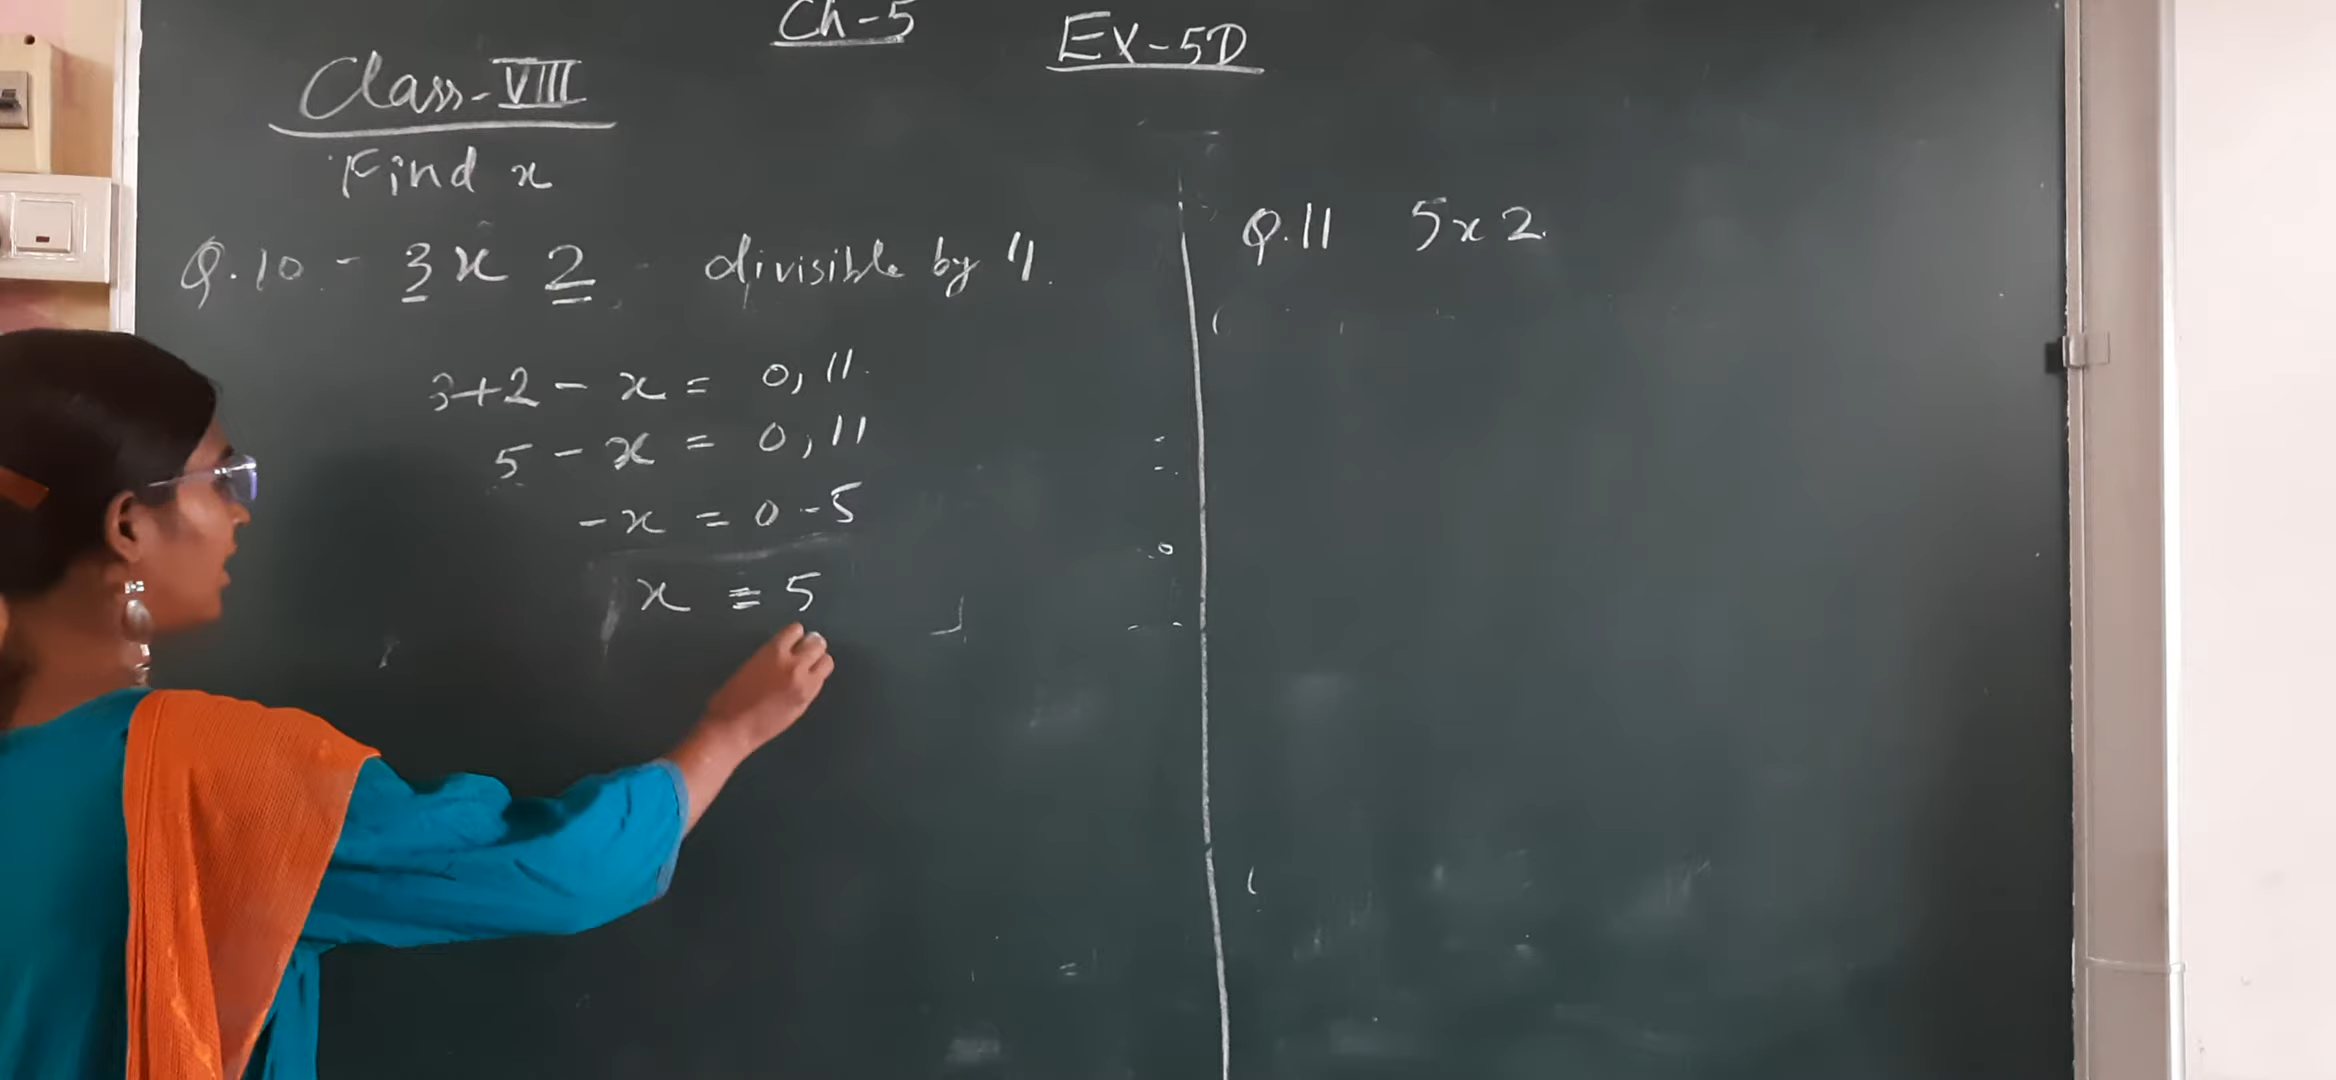 Ch-5
Ex-5D
Class-VIII
Find x
Q.10 - 3x2 - divisible by 11.
3+2-x = 0,11.
5-x = 0,11
-x = 0-5
x = 5
Q.11 5x2.